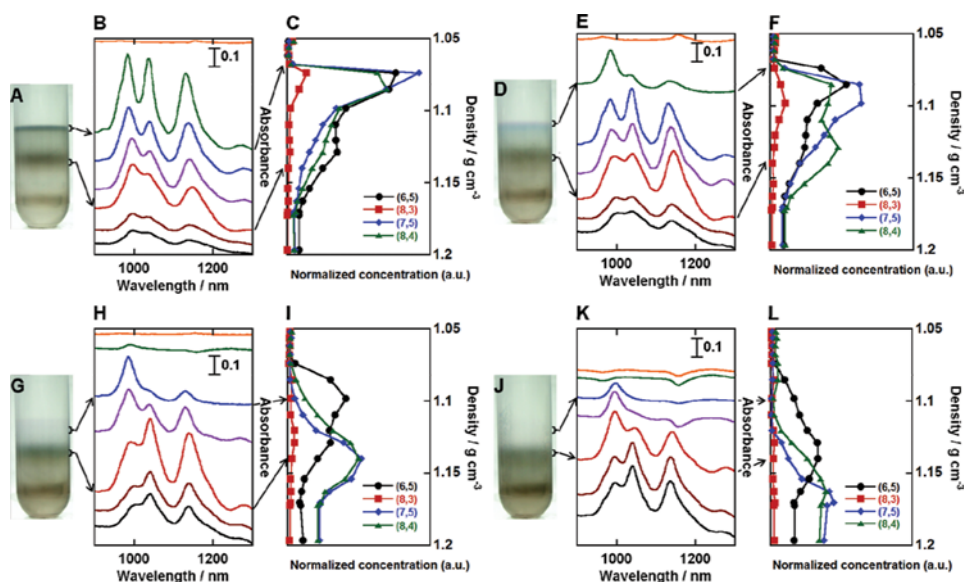 A
B
0.1
Absorbance
1000 1200
Wavelength / nm
C
1.05
1.1
1.15
1.2
Density / g cm-3
(6,5)
(8,3)
(7,5)
(8,4)
Normalized concentration (a.u.)
D
E
0.1
Absorbance
1000 1200
Wavelength / nm
F
1.05
1.1
1.15
1.2
Density / g cm-3
(6,5)
(8,3)
(7,5)
(8,4)
Normalized concentration (a.u.)
G
H
0.1
Absorbance
1000 1200
Wavelength / nm
I
1.05
1.1
1.15
1.2
Density / g cm-3
(6,5)
(8,3)
(7,5)
(8,4)
Normalized concentration (a.u.)
J
K
0.1
Absorbance
1000 1200
Wavelength / nm
L
1.05
1.1
1.15
1.2
Density / g cm-3
(6,5)
(8,3)
(7,5)
(8,4)
Normalized concentration (a.u.)